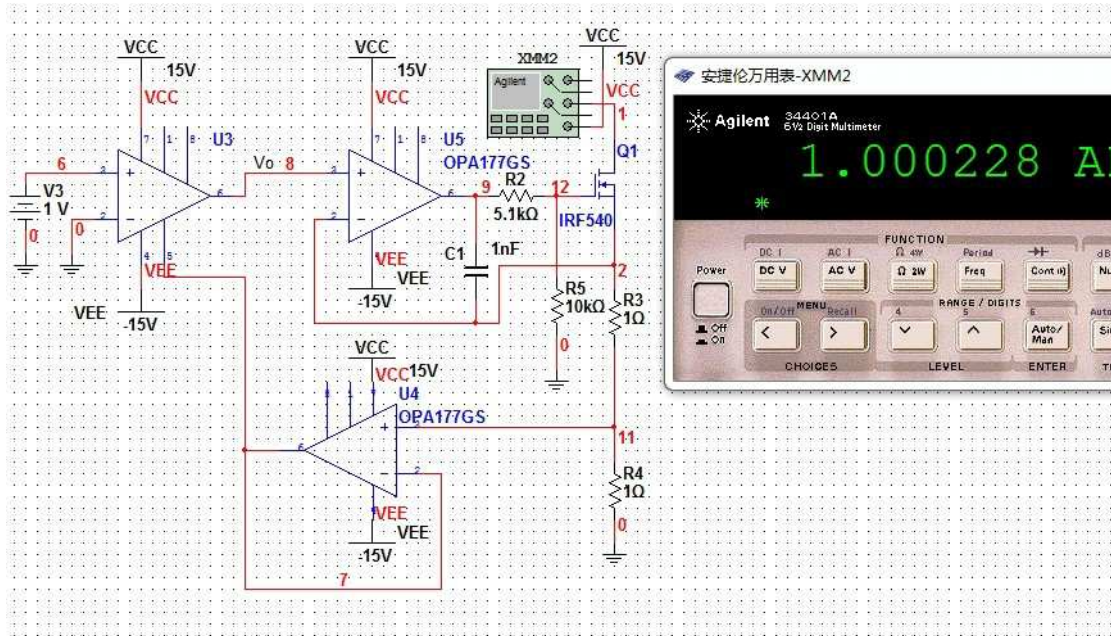 VCC
15V
VCC
7
1
8
U3
3
+
6
2
-
4
5
VEE
VEE
-15V
6
V3
1 V
0
0
Vo
8
VCC
15V
VCC
7
1
8
U5
OPA177GS
3
+
6
2
-
VEE
VEE
-15V
9
R2
5.1kΩ
12
C1
1nF
XMM2
Agilent
VCC
15V
VCC
1
Q1
IRF540
2
R5
10kΩ
0
R3
1Ω
VCC
15V
VCC
U4
OPA177GS
+
3
6
-
2
VEE
VEE
-15V
7
11
R4
1Ω
0
安捷伦万用表-XMM2
Agilent
34401A
6½ Digit Multimeter
1.000228 A
*
FUNCTION
DC I
AC I
Ω 4W
Period
Power
DC V
AC V
Ω 2W
Freq
Cont
MENU
RANGE / DIGITS
On/Off
Recall
4
5
6
Off
On
<
>
Auto/
Man
CHOICES
LEVEL
ENTER